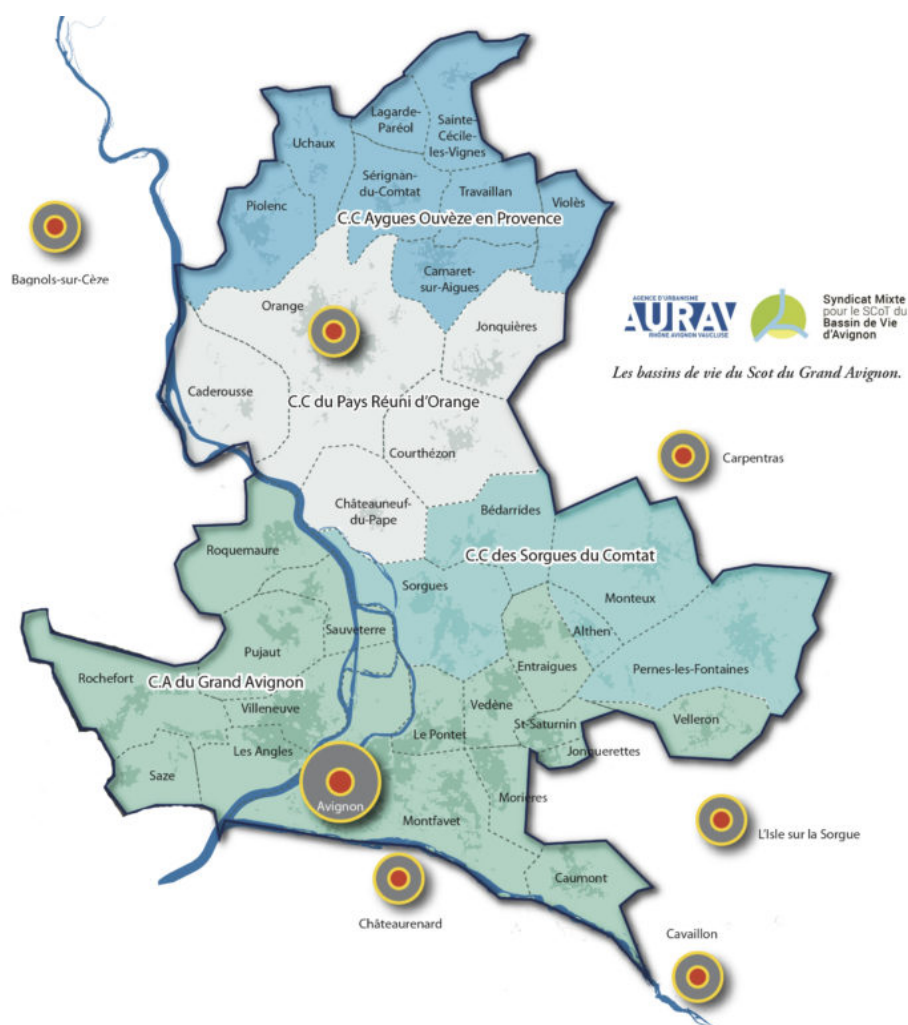 Lagarde-
Paréol
Sainte-
Cécile
les-Vignes
Uchaux
Sérignan-
du-Comtat
Travaillan
Violès
Piolenc
C.C Aygues Ouvèze en Provence
Bagnols-sur-Cèze
Camaret-
sur-Aigues
Orange
Jonquières
AGENCE D'URBANISME
AURAV
RHÔNE AVIGNON VAUCLUSE
Syndicat Mixte
pour le SCoT du
Bassin de Vie
d'Avignon
Les bassins de vie du Scot du Grand Avignon.
Caderousse
C.C du Pays Réuni d'Orange
Courthézon
Carpentras
Châteauneuf-
du-Pape
Bédarrides
Roquemaure
C.C des Sorgues du Comtat
Sorgues
Monteux
Sauveterre
Althen
Pujaut
Entraigues
Pernes-les-Fontaines
Rochefort
C.A du Grand Avignon
Villeneuve
Vedène
Velleron
St-Saturnin
Le Pontet
Les Angles
Jonquerettes
Saze
Morières
Avignon
Montfavet
L'Isle sur la Sorgue
Caumont
Châteaurenard
Cavaillon